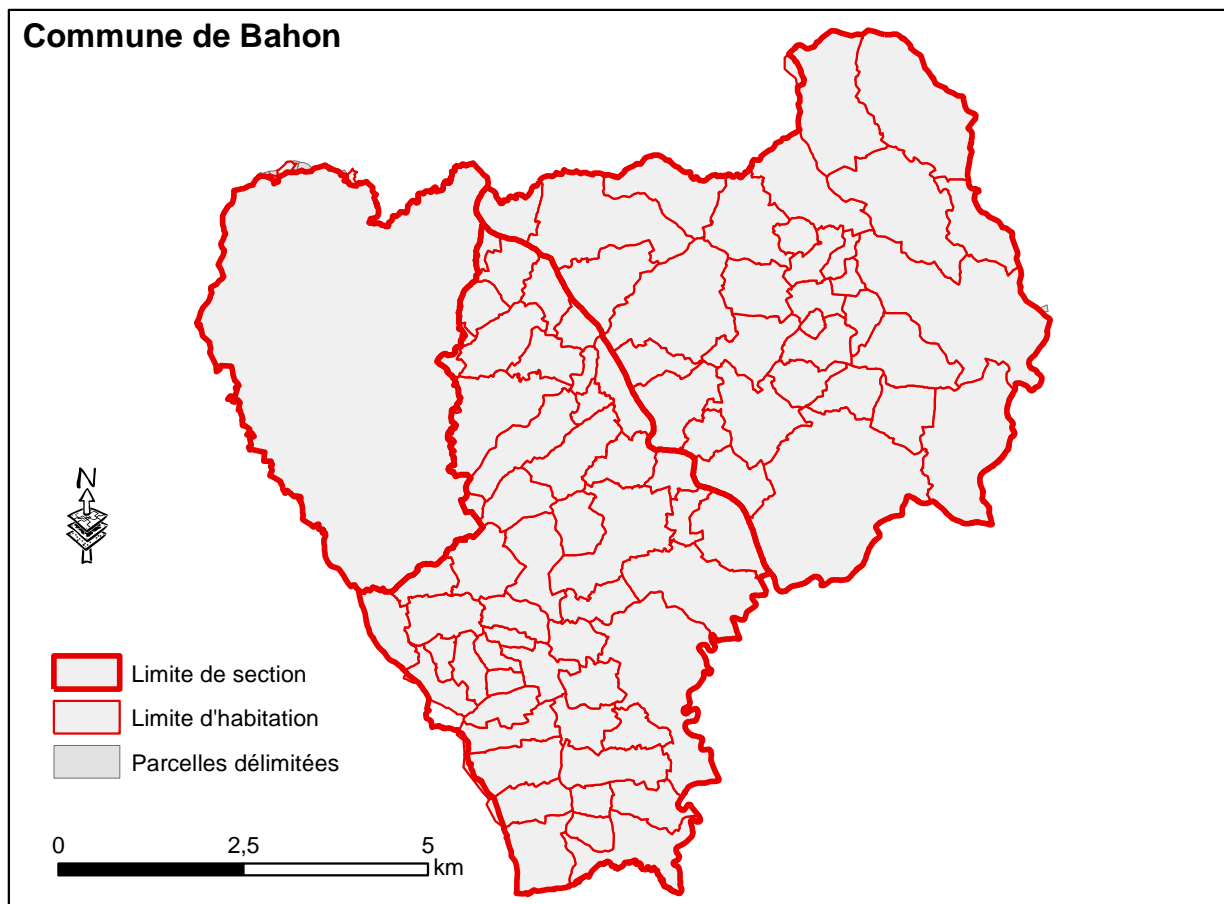 Commune de Bahon
N
Limite de section
Limite d'habitation
Parcelles délimitées
0 2,5 5
km